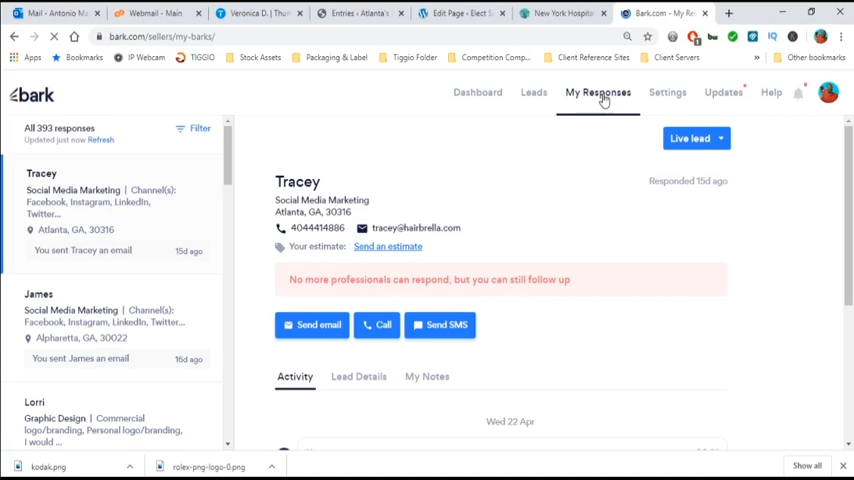 Mail - Antonio M
Webmail - Main
Veronica D. | Thum
Entries ‹ Atlanta's
Edit Page ‹ Elect S
New York Hospita
Bark.com - My Re
bark.com/sellers/my-barks/
Apps
Bookmarks
IP Webcam
TIGGIO
Stock Assets
Packaging & Label
Tiggio Folder
Competition Comp...
Client Reference Sites
Client Servers
»
Other bookmarks
bark
Dashboard
Leads
My Responses
Settings
Updates
Help
All 393 responses
Filter
Updated just now Refresh
Live lead
Tracey
Social Media Marketing | Channel(s):
Facebook, Instagram, LinkedIn,
Twitter...
Atlanta, GA, 30316
You sent Tracey an email 15d ago
James
Social Media Marketing | Channel(s):
Facebook, Instagram, LinkedIn, Twitter...
Alpharetta, GA, 30022
You sent James an email 16d ago
Lorri
Graphic Design | Commercial
logo/branding, Personal logo/branding,
I would ...
Tracey
Responded 15d ago
Social Media Marketing
Atlanta, GA, 30316
4044414886 tracey@hairbrella.com
Your estimate: Send an estimate
No more professionals can respond, but you can still follow up
Send email
Call
Send SMS
Activity
Lead Details
My Notes
Wed 22 Apr
kodak.png
rolex-png-logo-0.png
Show all